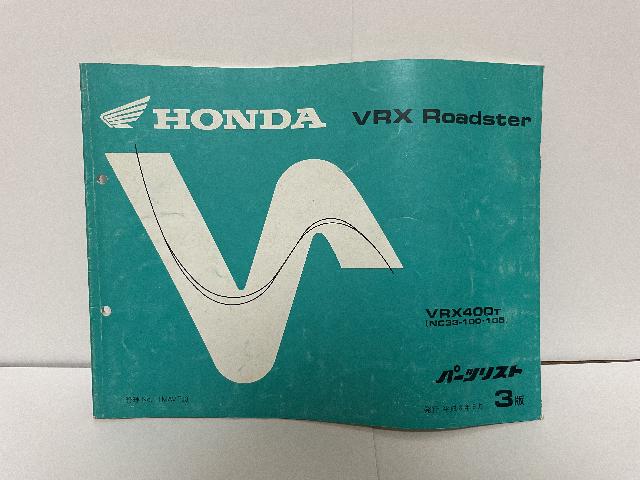 HONDA
VRX Roadster
VRX400T
(NC33-100・105)
パーツリスト
3版